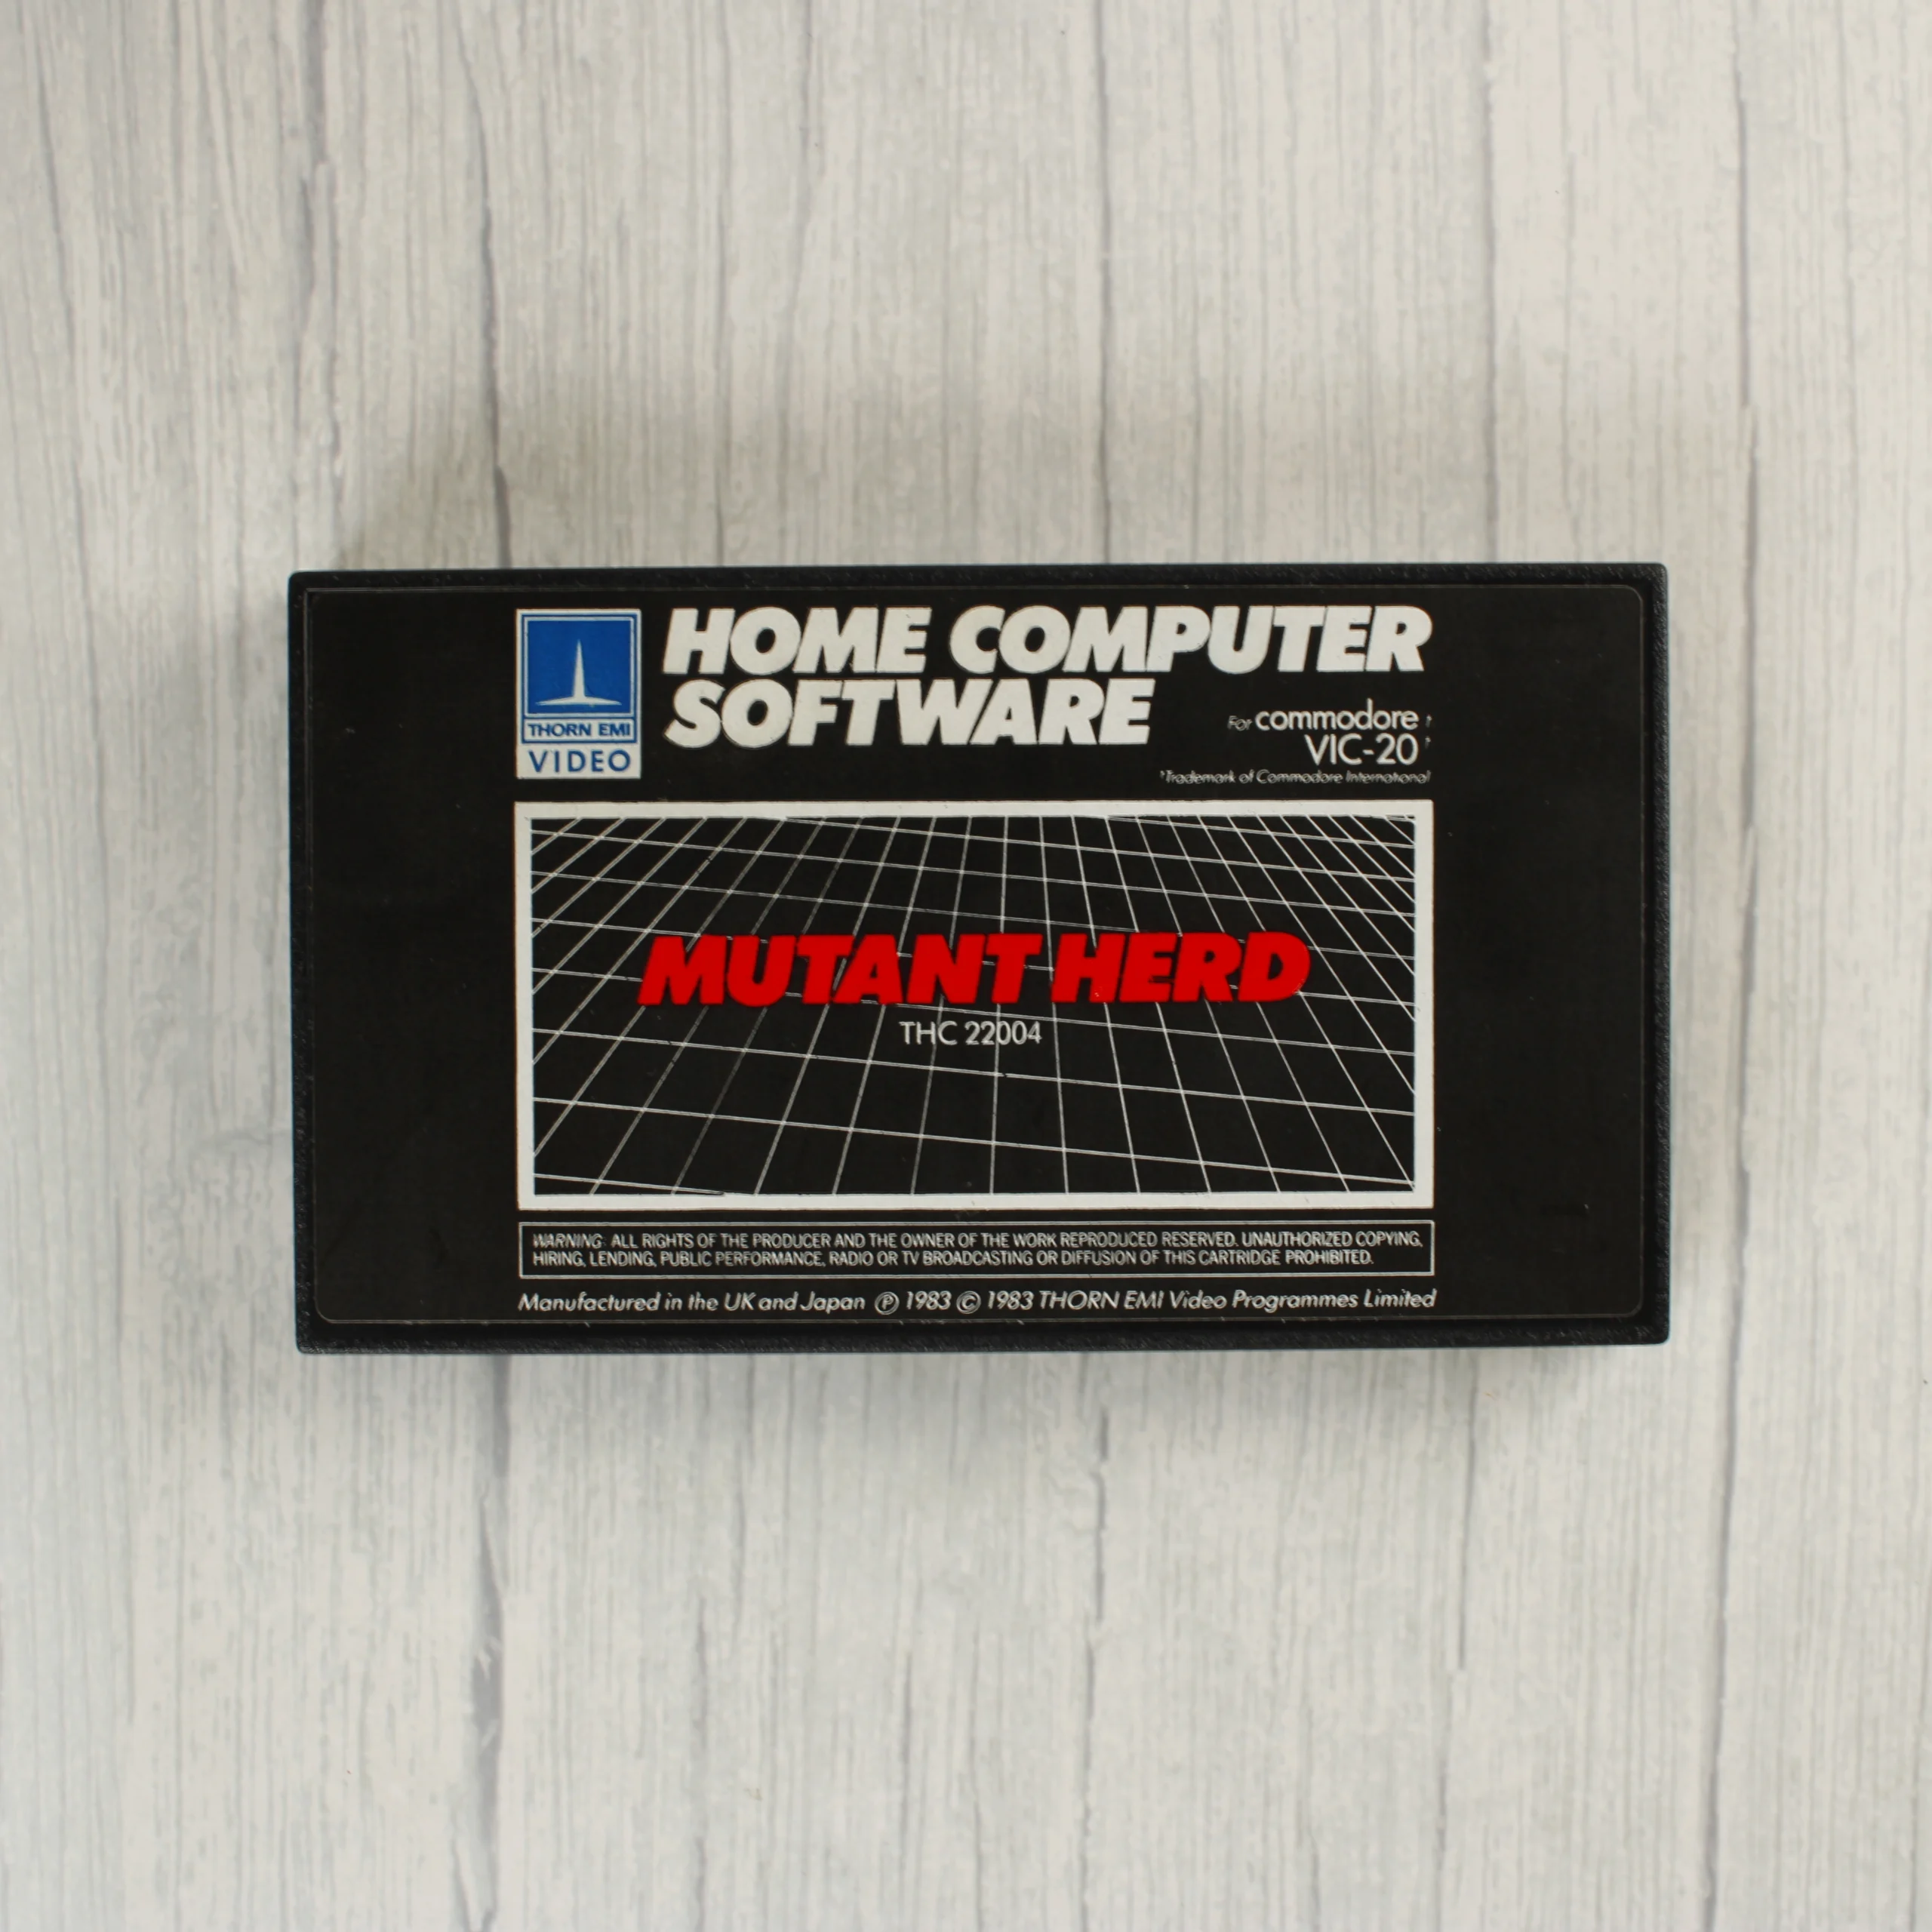 HOME COMPUTER
SOFTWARE
THORN EMI
VIDEO
For commodore †
VIC-20 †
†Trademark of Commodore International
MUTANT HERD
THC 22004
WARNING: ALL RIGHTS OF THE PRODUCER AND THE OWNER OF THE WORK REPRODUCED RESERVED. UNAUTHORIZED COPYING,
HIRING, LENDING, PUBLIC PERFORMANCE, RADIO OR TV BROADCASTING OR DIFFUSION OF THIS CARTRIDGE PROHIBITED.
Manufactured in the UK and Japan ℗ 1983 © 1983 THORN EMI Video Programmes Limited